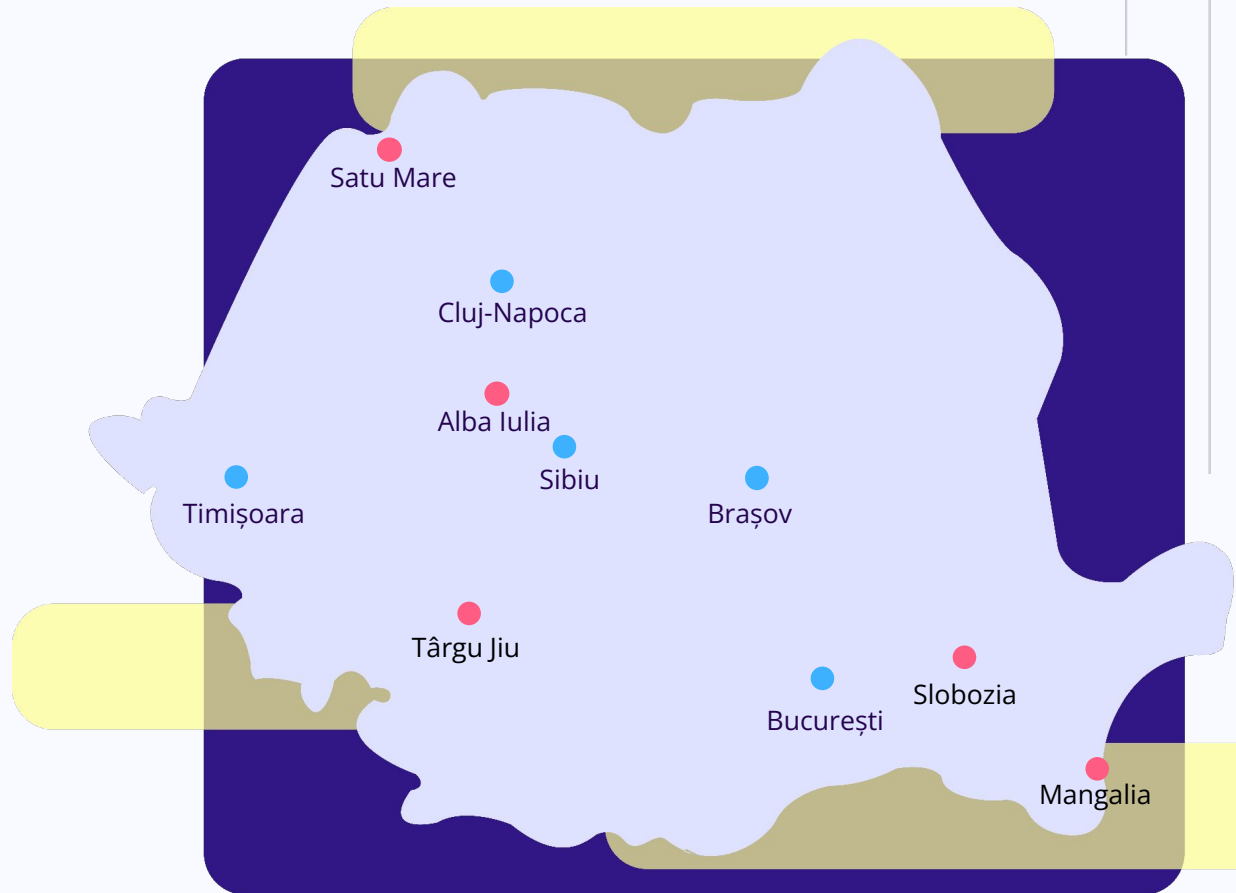 Satu Mare
Cluj-Napoca
Alba Iulia
Sibiu
Timișoara
Brașov
Târgu Jiu
Slobozia
București
Mangalia